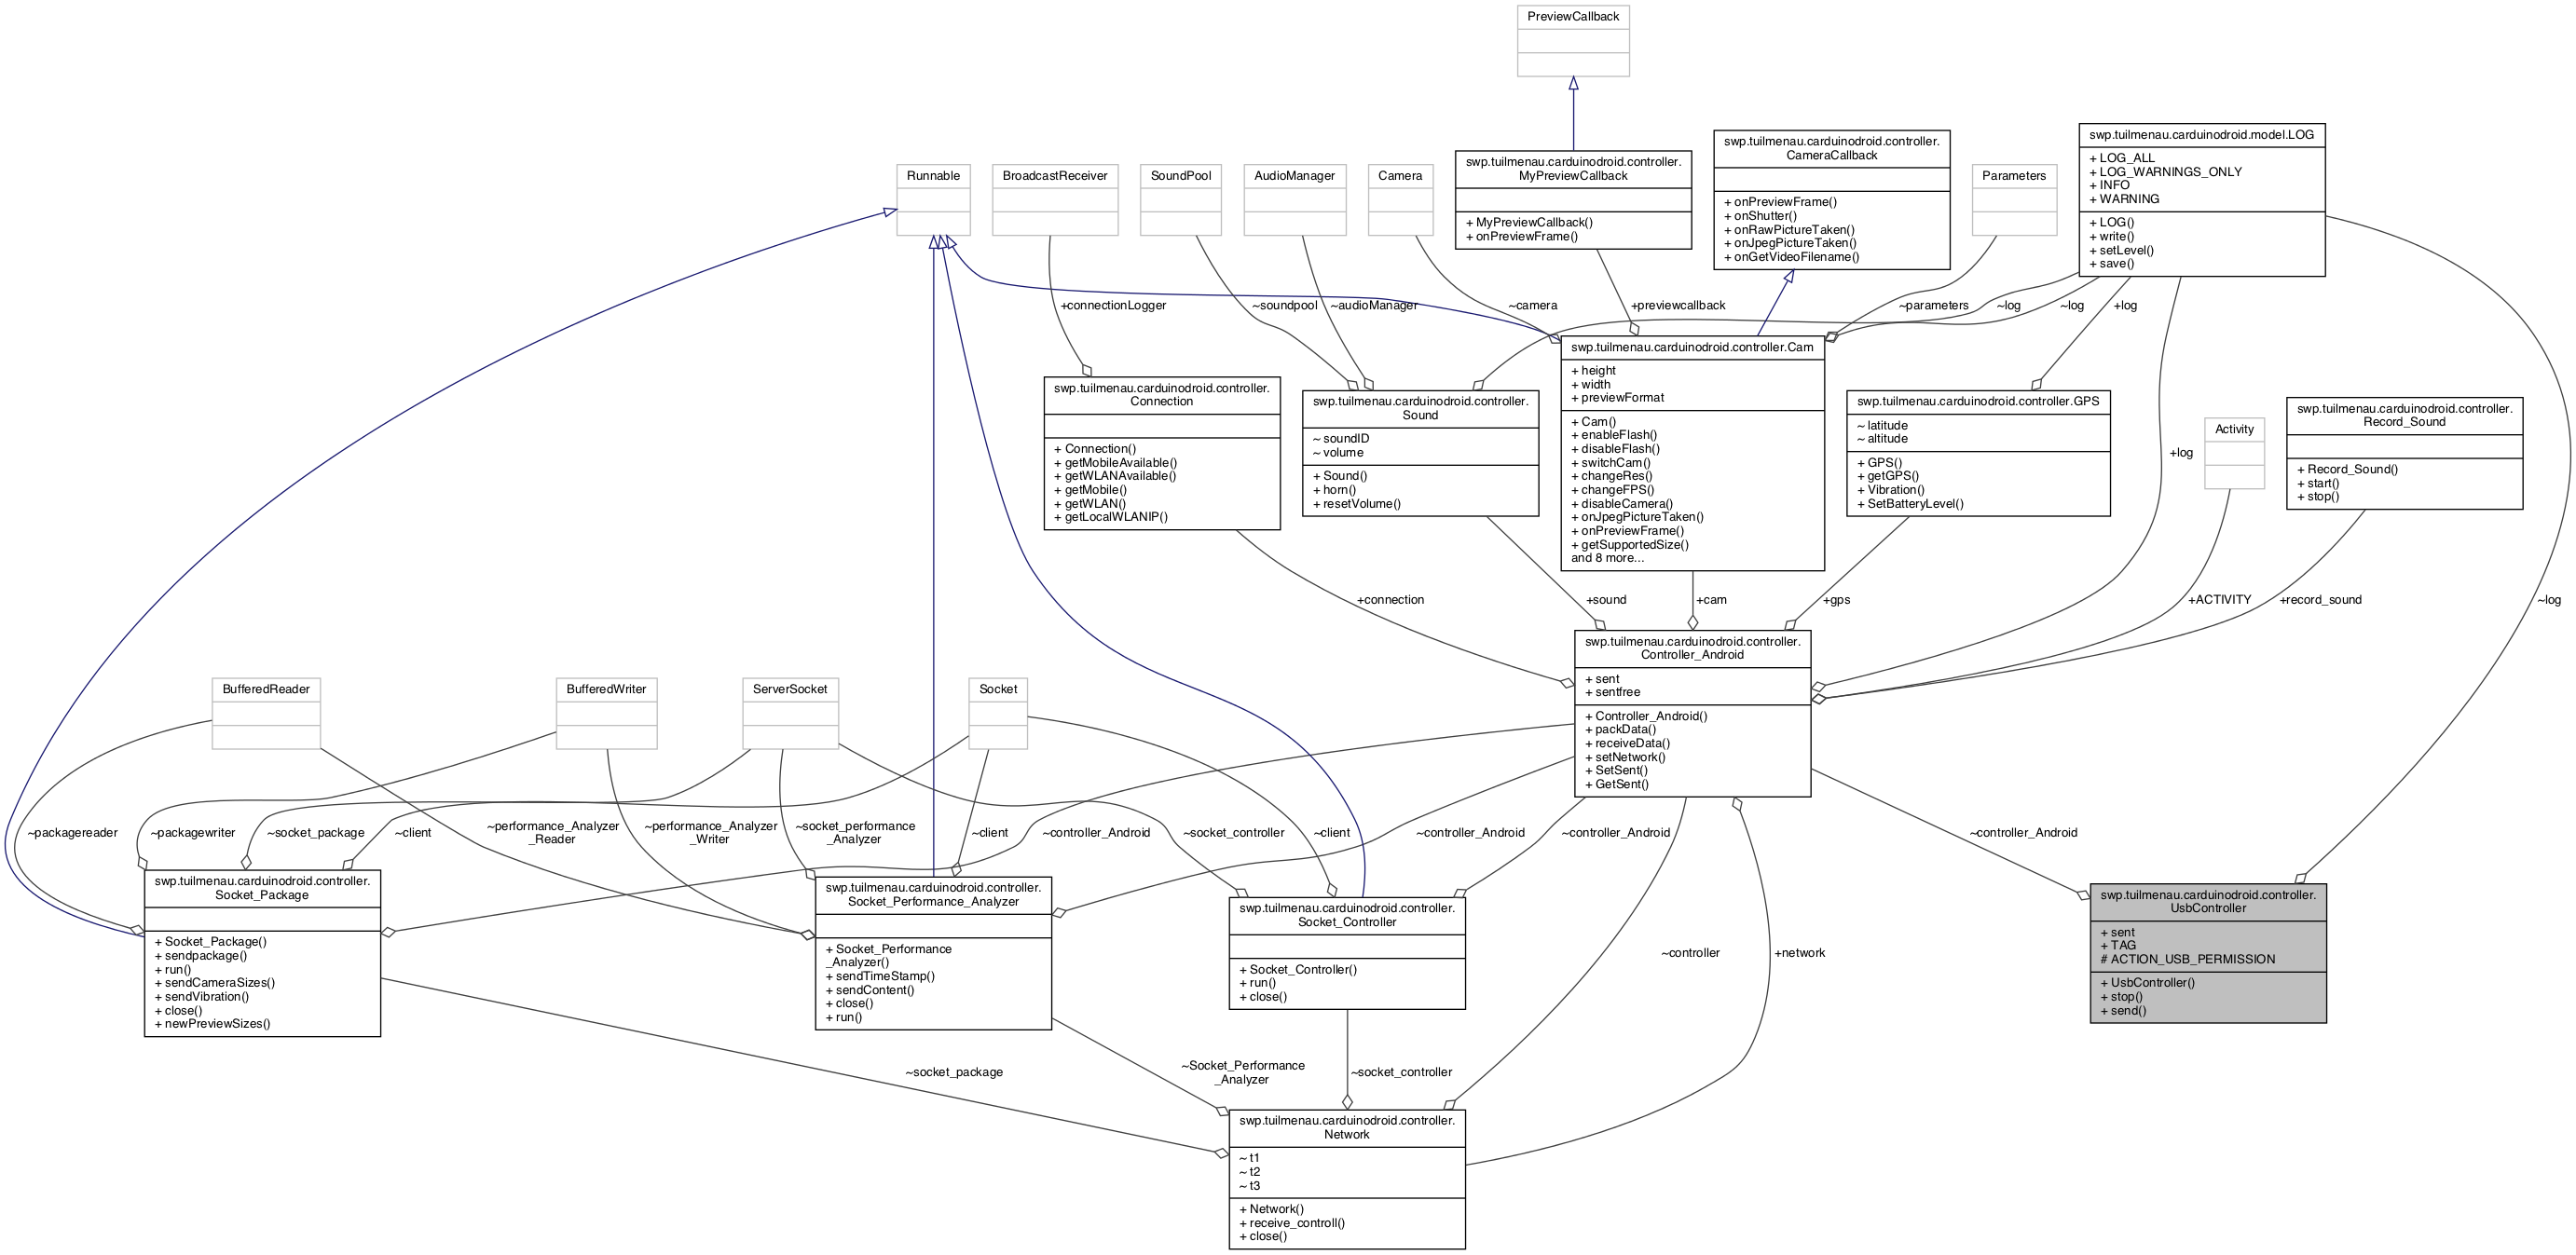 PreviewCallback
swp.tuilmenau.carduinodroid.model.LOG
+ LOG_ALL
+ LOG_WARNINGS_ONLY
+ INFO
+ WARNING
+ LOG()
+ write()
+ setLevel()
+ save()
swp.tuilmenau.carduinodroid.controller.
CameraCallback
+ onPreviewFrame()
+ onShutter()
+ onRawPictureTaken()
+ onJpegPictureTaken()
+ onGetVideoFilename()
swp.tuilmenau.carduinodroid.controller.
MyPreviewCallback
+ MyPreviewCallback()
+ onPreviewFrame()
Runnable
BroadcastReceiver
SoundPool
AudioManager
Camera
Parameters
+connectionLogger
~soundpool
~audioManager
~camera
+previewcallback
~parameters
~log
~log
+log
swp.tuilmenau.carduinodroid.controller.
Connection
+ Connection()
+ getMobileAvailable()
+ getWLANAvailable()
+ getMobile()
+ getWLAN()
+ getLocalWLANIP()
swp.tuilmenau.carduinodroid.controller.
Sound
~ soundID
~ volume
+ Sound()
+ horn()
+ resetVolume()
swp.tuilmenau.carduinodroid.controller.Cam
+ height
+ width
+ previewFormat
+ Cam()
+ enableFlash()
+ disableFlash()
+ switchCam()
+ changeRes()
+ changeFPS()
+ disableCamera()
+ onJpegPictureTaken()
+ onPreviewFrame()
+ getSupportedSize()
and 8 more...
swp.tuilmenau.carduinodroid.controller.GPS
~ latitude
~ altitude
+ GPS()
+ getGPS()
+ Vibration()
+ SetBatteryLevel()
+log
Activity
swp.tuilmenau.carduinodroid.controller.
Record_Sound
+ Record_Sound()
+ start()
+ stop()
+connection
+sound
+cam
+gps
+ACTIVITY
+record_sound
~log
swp.tuilmenau.carduinodroid.controller.
Controller_Android
+ sent
+ sentfree
+ Controller_Android()
+ packData()
+ receiveData()
+ setNetwork()
+ SetSent()
+ GetSent()
BufferedReader
BufferedWriter
ServerSocket
Socket
~packagereader
~packagewriter
~socket_package
~client
~performance_Analyzer
_Reader
~performance_Analyzer
_Writer
~socket_performance
_Analyzer
~client
~controller_Android
~socket_controller
~client
~controller_Android
~controller_Android
~controller_Android
swp.tuilmenau.carduinodroid.controller.
Socket_Package
+ Socket_Package()
+ sendpackage()
+ run()
+ sendCameraSizes()
+ sendVibration()
+ close()
+ newPreviewSizes()
swp.tuilmenau.carduinodroid.controller.
Socket_Performance_Analyzer
+ Socket_Performance
_Analyzer()
+ sendTimeStamp()
+ sendContent()
+ close()
+ run()
swp.tuilmenau.carduinodroid.controller.
Socket_Controller
+ Socket_Controller()
+ run()
+ close()
~controller
+network
swp.tuilmenau.carduinodroid.controller.
UsbController
+ sent
+ TAG
# ACTION_USB_PERMISSION
+ UsbController()
+ stop()
+ send()
~socket_package
~Socket_Performance
_Analyzer
~socket_controller
swp.tuilmenau.carduinodroid.controller.
Network
~ t1
~ t2
~ t3
+ Network()
+ receive_controll()
+ close()